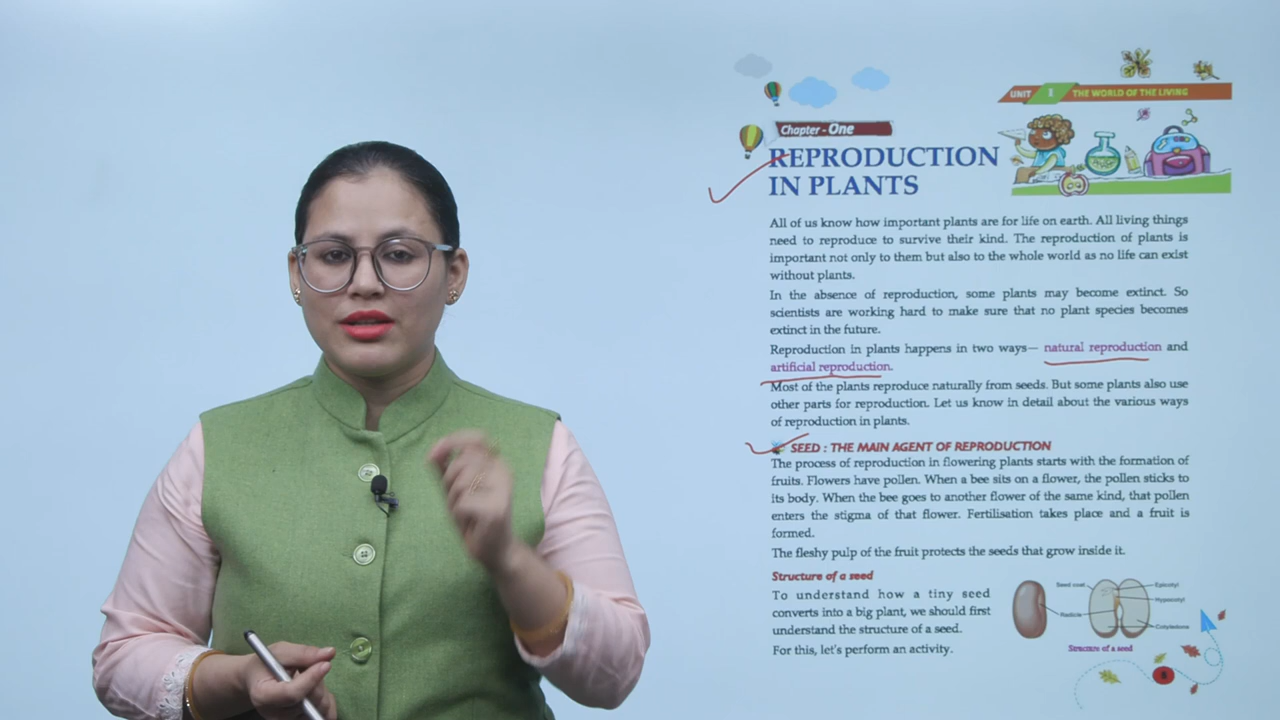 UNIT 1 THE WORLD OF THE LIVING
Chapter - One
REPRODUCTION
IN PLANTS
All of us know how important plants are for life on earth. All living things
need to reproduce to survive their kind. The reproduction of plants is
important not only to them but also to the whole world as no life can exist
without plants.
In the absence of reproduction, some plants may become extinct. So
scientists are working hard to make sure that no plant species becomes
extinct in the future.
Reproduction in plants happens in two ways— natural reproduction and
artificial reproduction.
Most of the plants reproduce naturally from seeds. But some plants also use
other parts for reproduction. Let us know in detail about the various ways
of reproduction in plants.
SEED : THE MAIN AGENT OF REPRODUCTION
The process of reproduction in flowering plants starts with the formation of
fruits. Flowers have pollen. When a bee sits on a flower, the pollen sticks to
its body. When the bee goes to another flower of the same kind, that pollen
enters the stigma of that flower. Fertilisation takes place and a fruit is
formed.
The fleshy pulp of the fruit protects the seeds that grow inside it.
Structure of a seed
To understand how a tiny seed
converts into a big plant, we should first
understand the structure of a seed.
For this, let's perform an activity.
Seed coat
Epicotyl
Hypocotyl
Radicle
Cotyledons
Structure of a seed